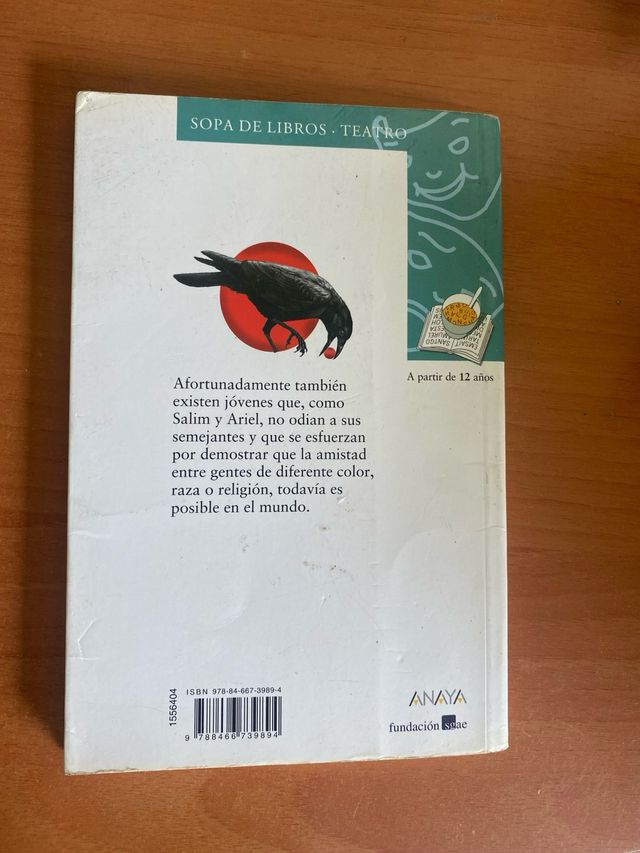 SOPA DE LIBROS · TEATRO
A partir de 12 años
Afortunadamente también
existen jóvenes que, como
Salim y Ariel, no odian a sus
semejantes y que se esfuerzan
por demostrar que la amistad
entre gentes de diferente color,
raza o religión, todavía es
posible en el mundo.
1556404
ISBN 978-84-667-3989-4
9 788466 739894
ANAYA
fundación sgae